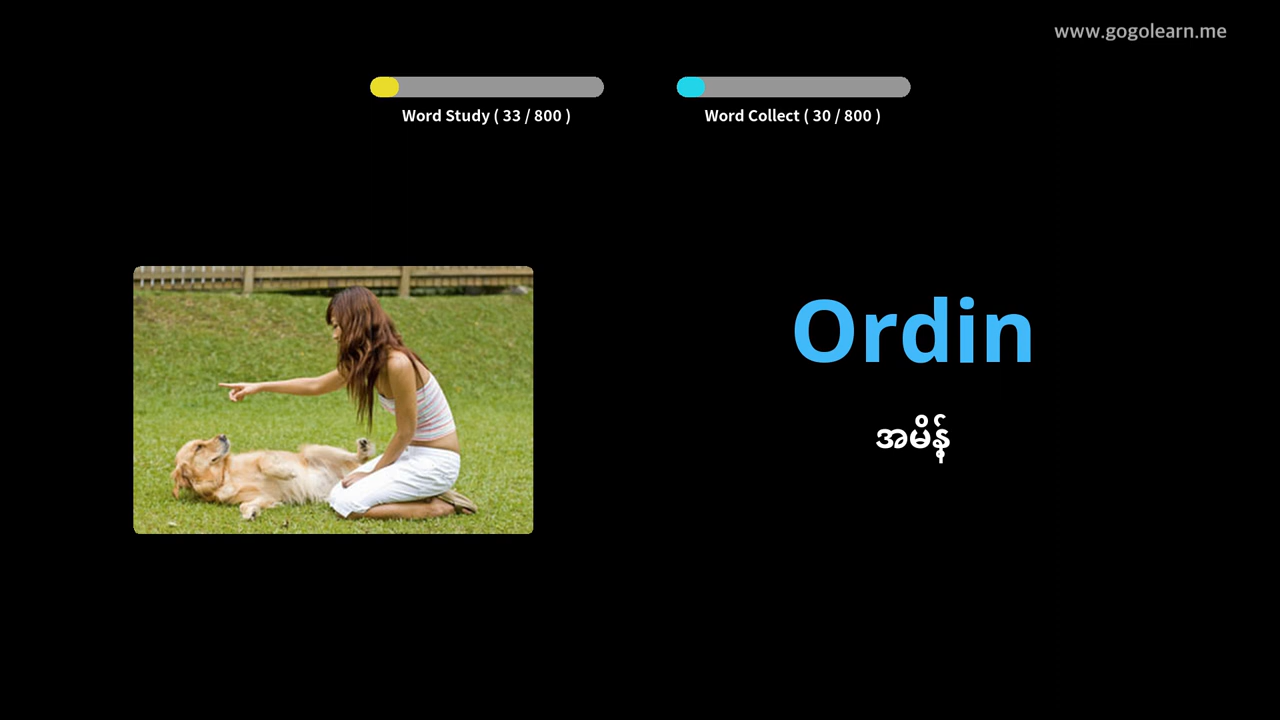 www.gogolearn.me
Word Study ( 33 / 800 )
Word Collect ( 30 / 800 )
Ordin
အမိန့်